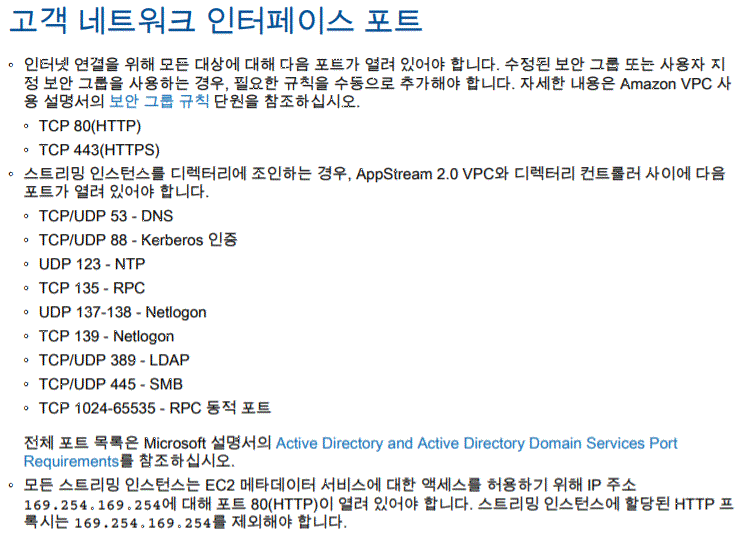 고객 네트워크 인터페이스 포트
◦ 인터넷 연결을 위해 모든 대상에 대해 다음 포트가 열려 있어야 합니다. 수정된 보안 그룹 또는 사용자 지
정 보안 그룹을 사용하는 경우, 필요한 규칙을 수동으로 추가해야 합니다. 자세한 내용은 Amazon VPC 사
용 설명서의 보안 그룹 규칙 단원을 참조하십시오.
◦ TCP 80(HTTP)
◦ TCP 443(HTTPS)
◦ 스트리밍 인스턴스를 디렉터리에 조인하는 경우, AppStream 2.0 VPC와 디렉터리 컨트롤러 사이에 다음
포트가 열려 있어야 합니다.
◦ TCP/UDP 53 - DNS
◦ TCP/UDP 88 - Kerberos 인증
◦ UDP 123 - NTP
◦ TCP 135 - RPC
◦ UDP 137-138 - Netlogon
◦ TCP 139 - Netlogon
◦ TCP/UDP 389 - LDAP
◦ TCP/UDP 445 - SMB
◦ TCP 1024-65535 - RPC 동적 포트
전체 포트 목록은 Microsoft 설명서의 Active Directory and Active Directory Domain Services Port
Requirements를 참조하십시오.
◦ 모든 스트리밍 인스턴스는 EC2 메타데이터 서비스에 대한 액세스를 허용하기 위해 IP 주소
169.254.169.254에 대해 포트 80(HTTP)이 열려 있어야 합니다. 스트리밍 인스턴스에 할당된 HTTP 프
록시는 169.254.169.254를 제외해야 합니다.